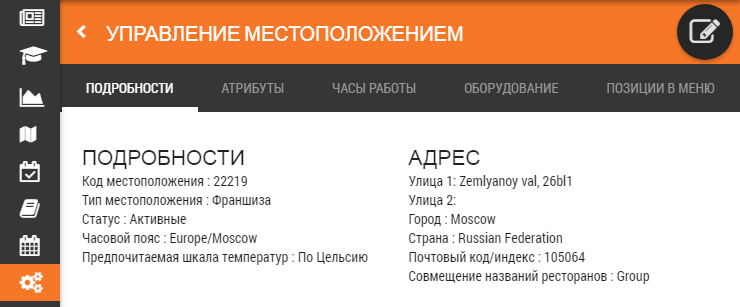 УПРАВЛЕНИЕ МЕСТОПОЛОЖЕНИЕМ
ПОДРОБНОСТИ АТРИБУТЫ ЧАСЫ РАБОТЫ ОБОРУДОВАНИЕ ПОЗИЦИИ В МЕНЮ
ПОДРОБНОСТИ
Код местоположения : 22219
Тип местоположения : Франшиза
Статус : Активные
Часовой пояс : Europe/Moscow
Предпочитаемая шкала температур : По Цельсию
АДРЕС
Улица 1: Zemlyanoy val, 26bl1
Улица 2:
Город : Moscow
Страна : Russian Federation
Почтовый код/индекс : 105064
Совмещение названий ресторанов : Group